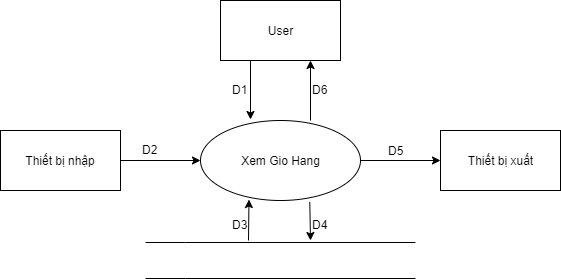 User
D1
D6
Thiết bị nhập
D2
Xem Gio Hang
D5
Thiết bị xuất
D3
D4